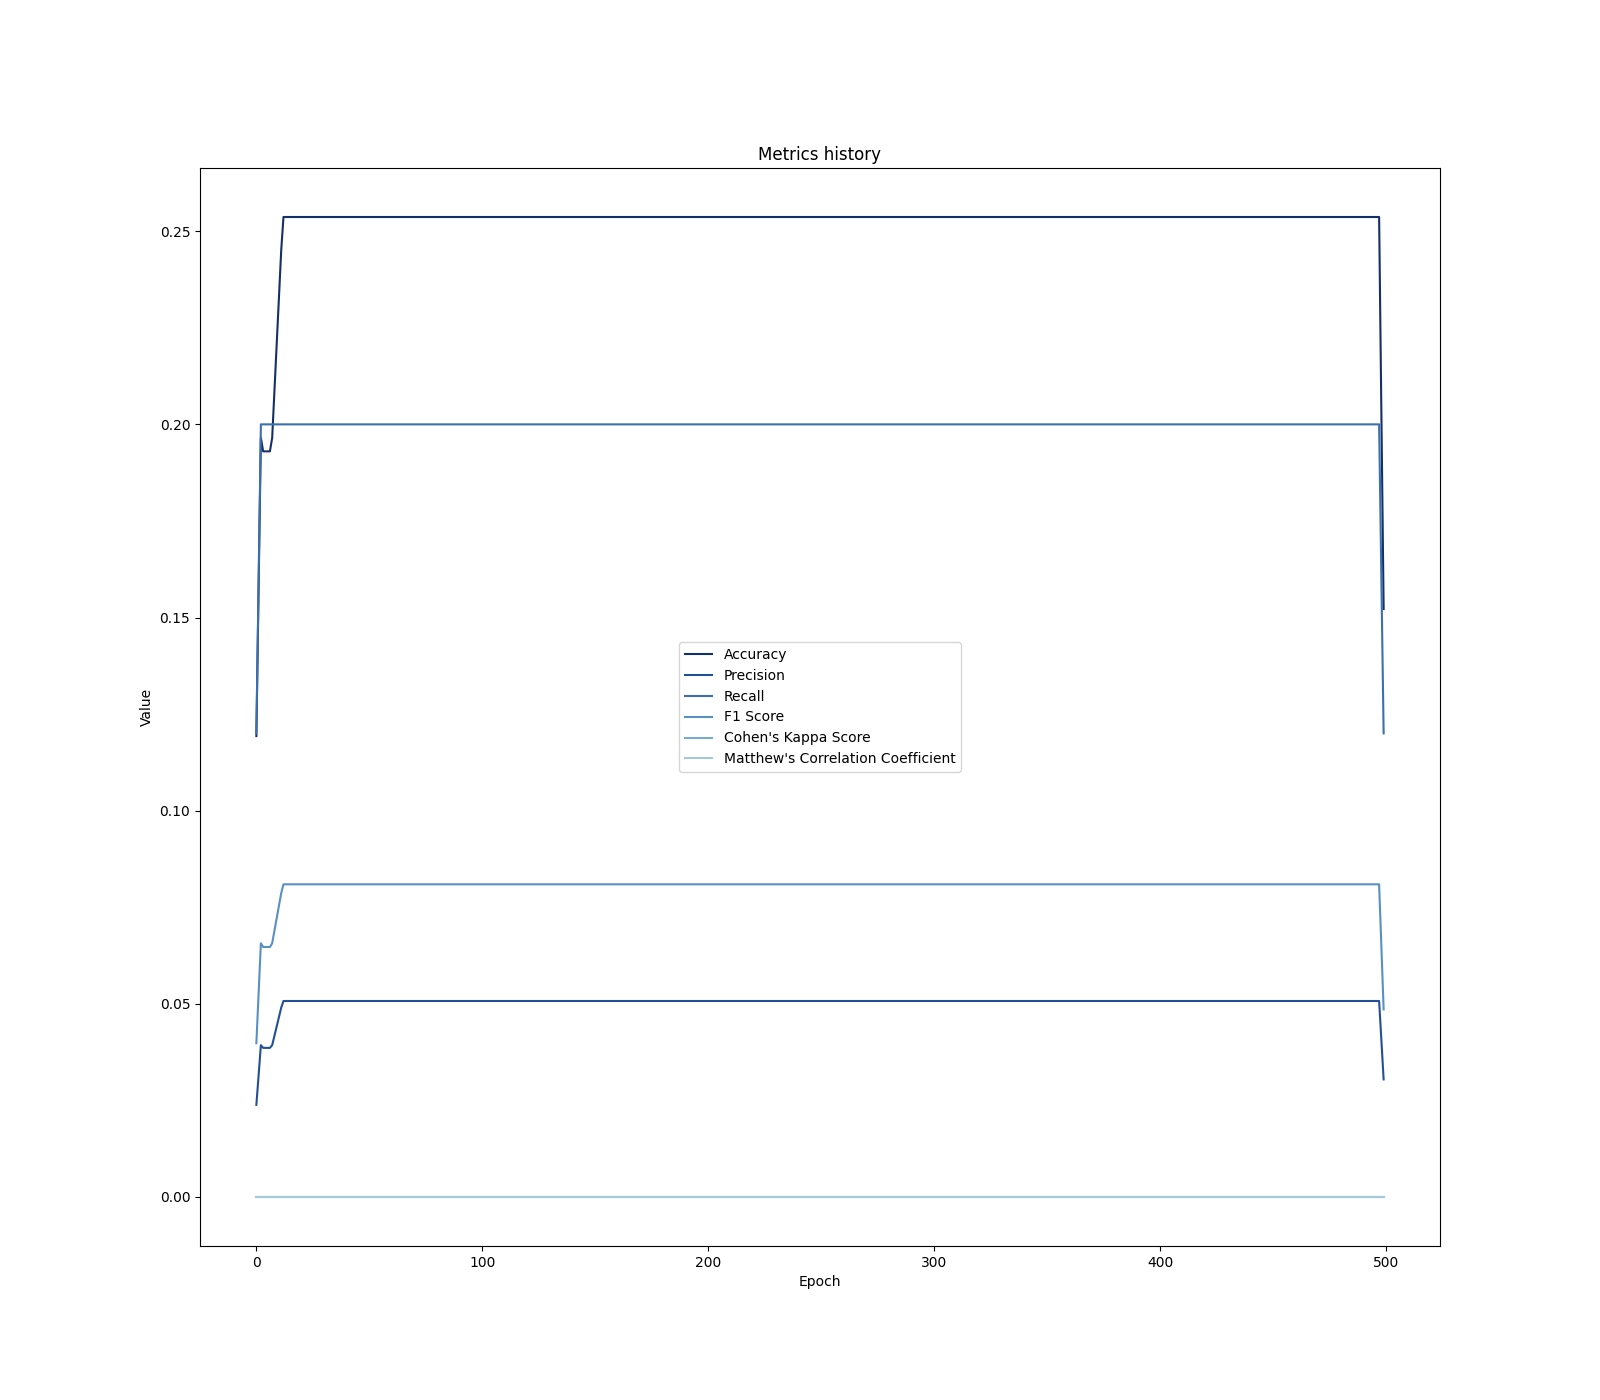 Metrics history
0.25
0.20
0.15
0.10
0.05
0.00
Value
Accuracy
Precision
Recall
F1 Score
Cohen's Kappa Score
Matthew's Correlation Coefficient
0 100 200 300 400 500
Epoch